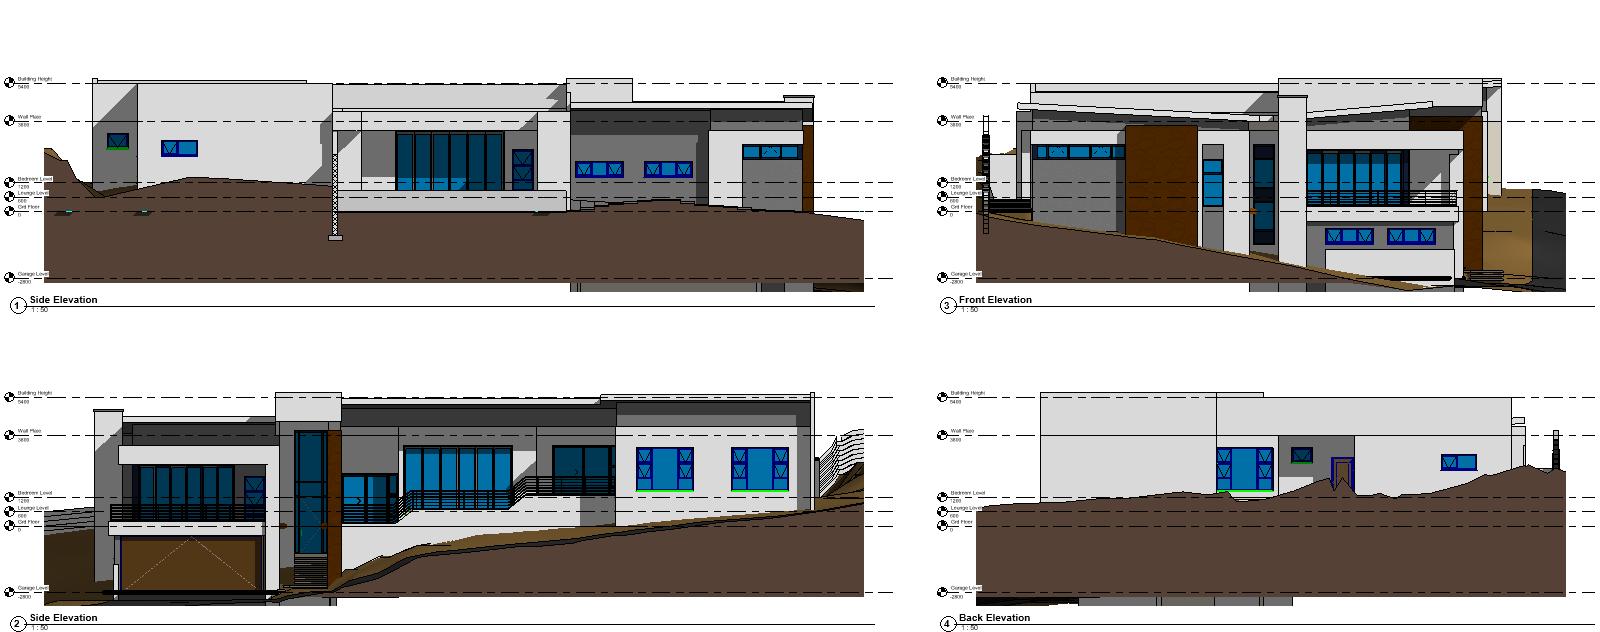 Building Height
5400
Wall Plate
3800
Bedroom Level
1200
Lounge Level
600
Grd Floor
0
Garage Level
-2800
1 Side Elevation
1 : 50
Building Height
5400
Wall Plate
3800
Bedroom Level
1200
Lounge Level
600
Grd Floor
0
Garage Level
-2800
3 Front Elevation
1 : 50
Building Height
5400
Wall Plate
3800
Bedroom Level
1200
Lounge Level
600
Grd Floor
0
Garage Level
-2800
2 Side Elevation
1 : 50
Building Height
5400
Wall Plate
3800
Bedroom Level
1200
Lounge Level
600
Grd Floor
0
Garage Level
-2800
4 Back Elevation
1 : 50